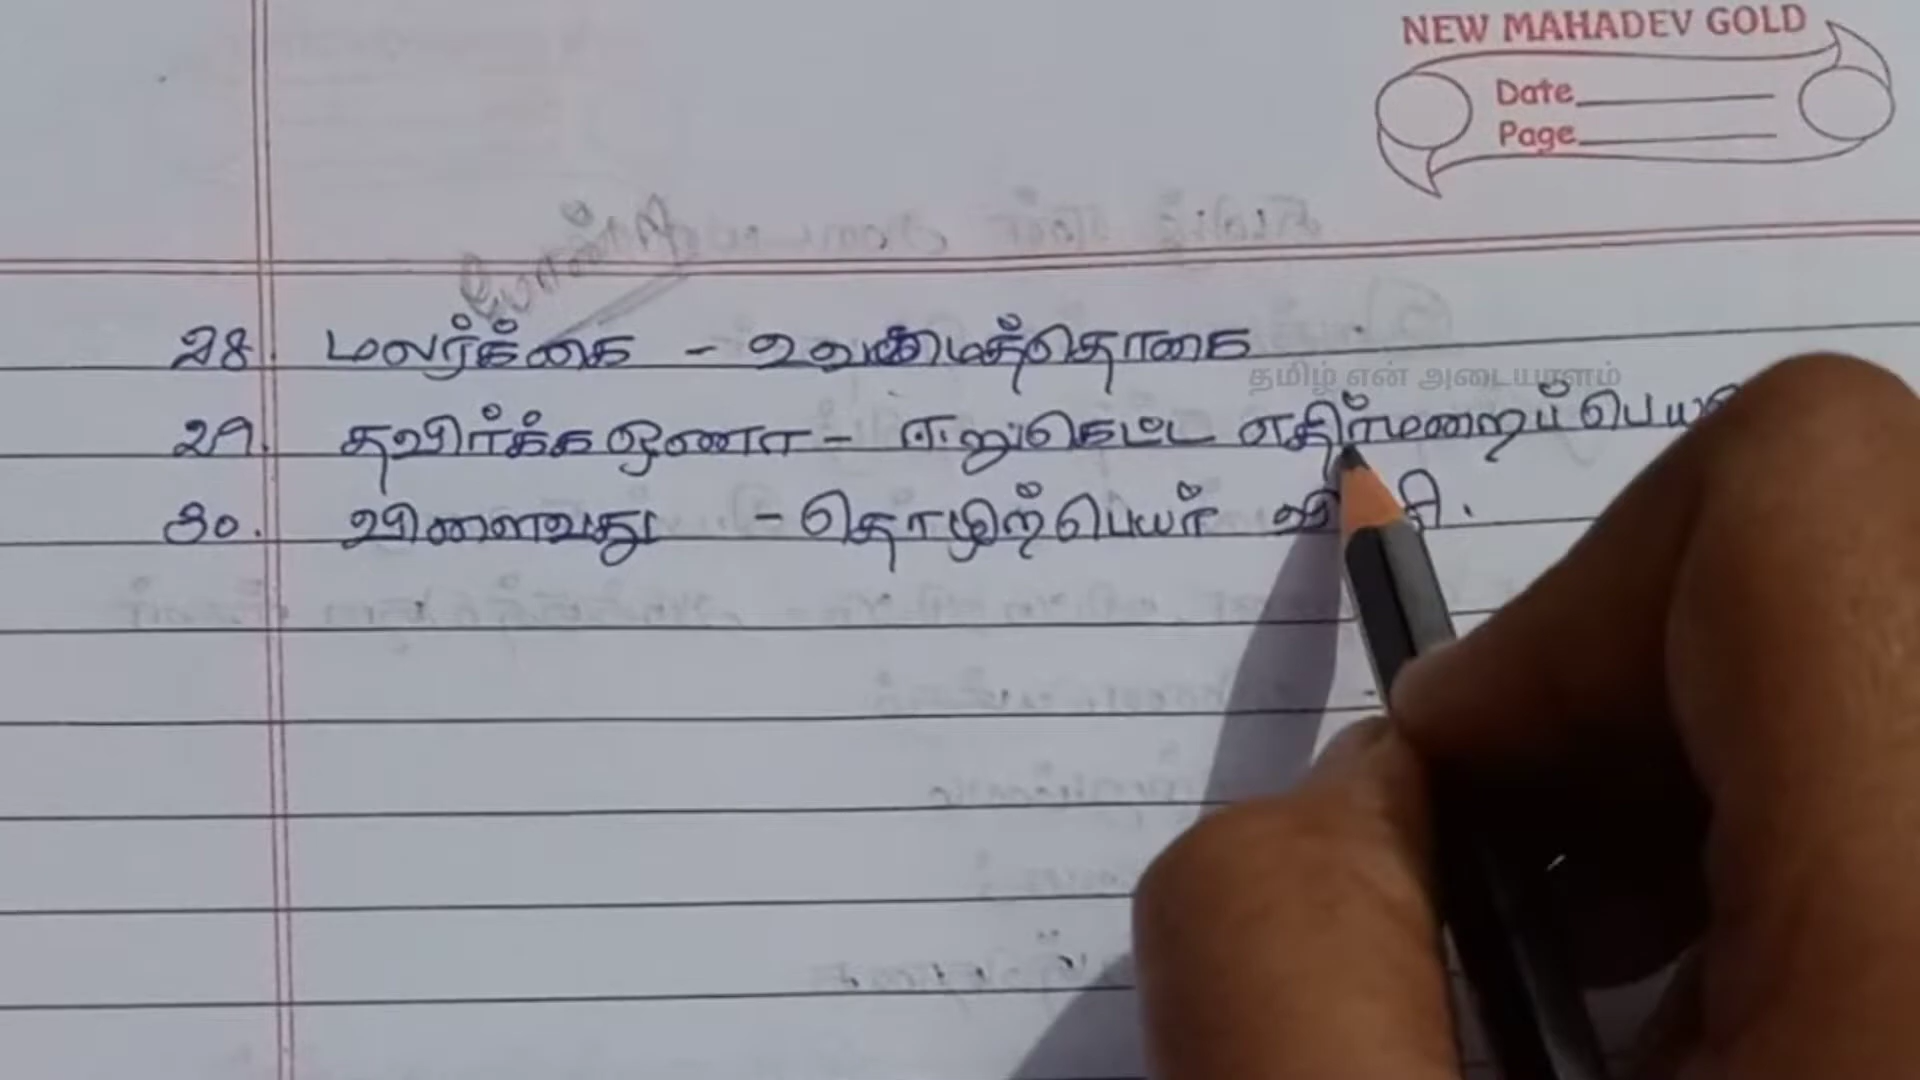 NEW MAHADEV GOLD
Date
Page
போன்ற
28. மலர்க்கை - உவமைத்தொகை
தமிழ் என் அடையாளம்
29. தவிர்க்கஒணா - ஈறுகெட்ட எதிர்மறைப் பெய
30. விளைவது - தொழிற்பெயர்